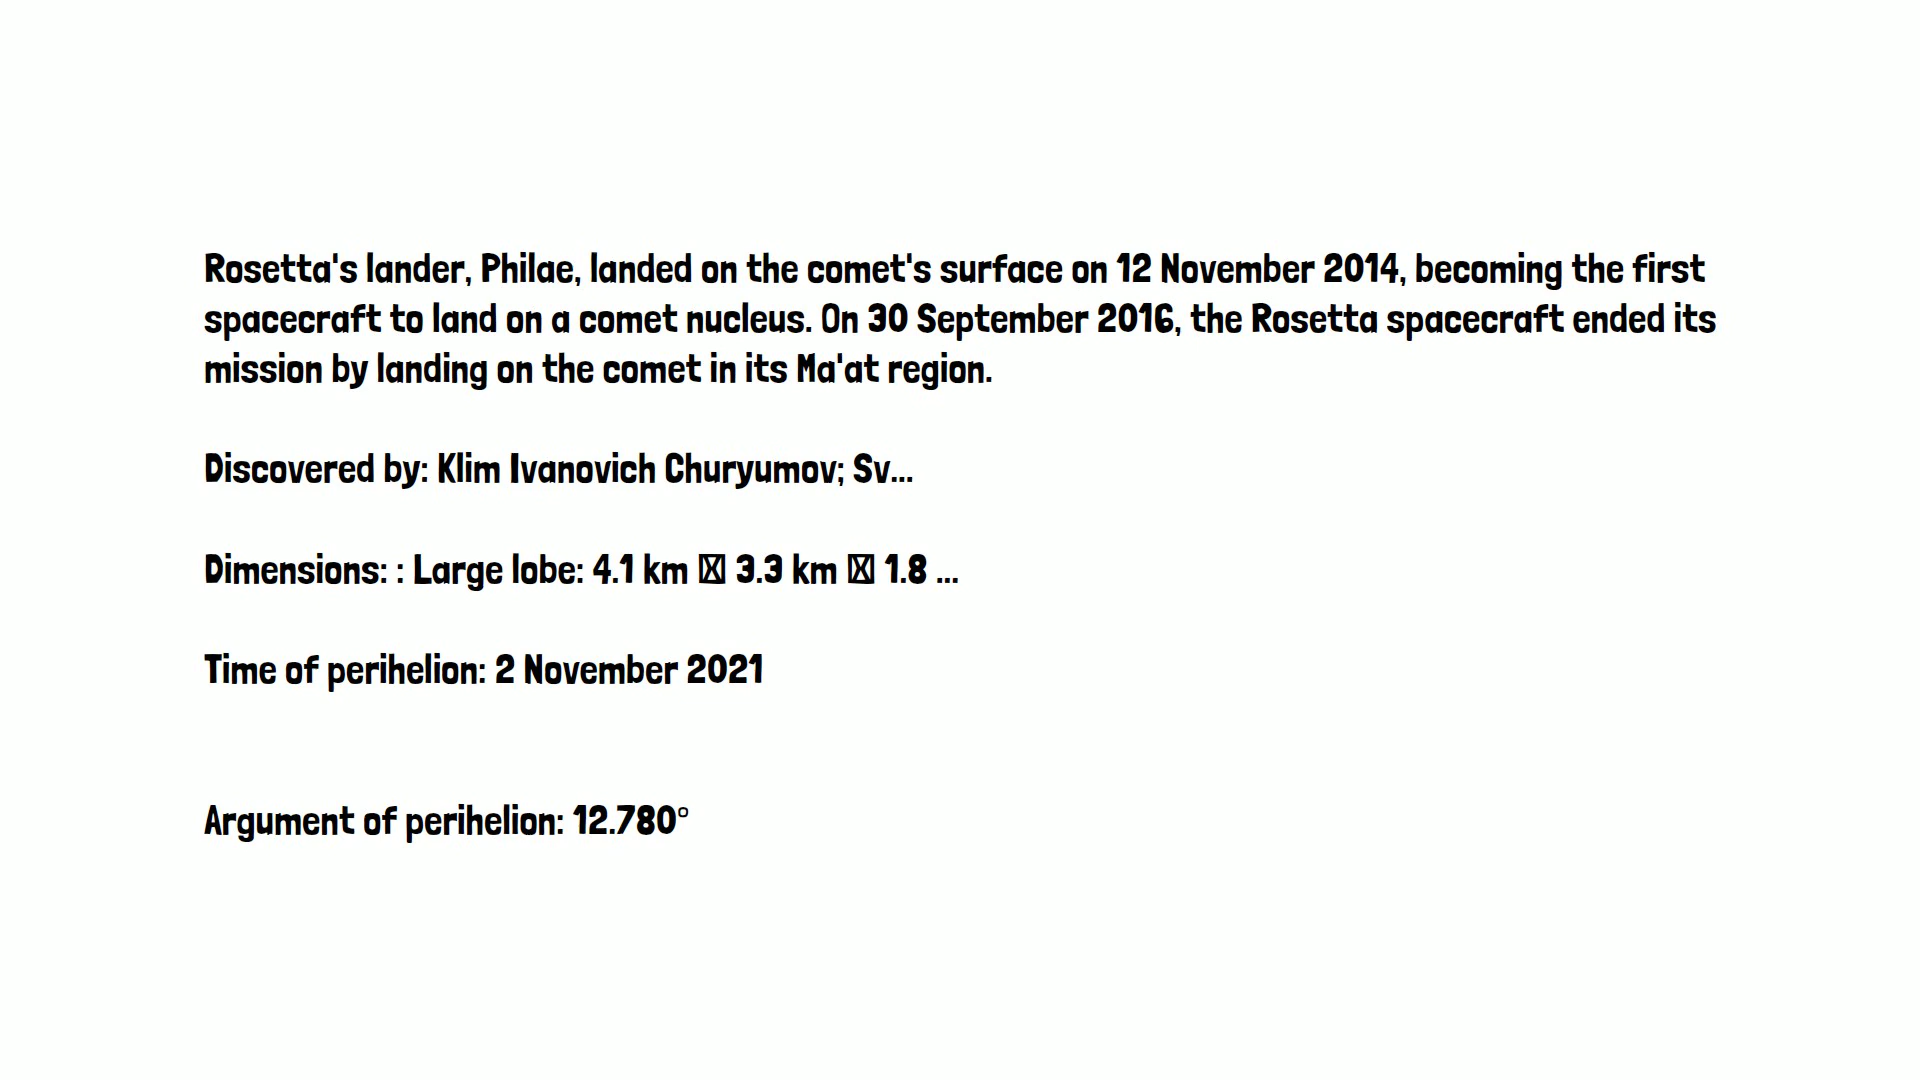 Rosetta's lander, Philae, landed on the comet's surface on 12 November 2014, becoming the first
spacecraft to land on a comet nucleus. On 30 September 2016, the Rosetta spacecraft ended its
mission by landing on the comet in its Ma'at region.
Discovered by: Klim Ivanovich Churyumov; Sv...
Dimensions: : Large lobe: 4.1 km 3.3 km 1.8 ...
Time of perihelion: 2 November 2021
Argument of perihelion: 12.780°